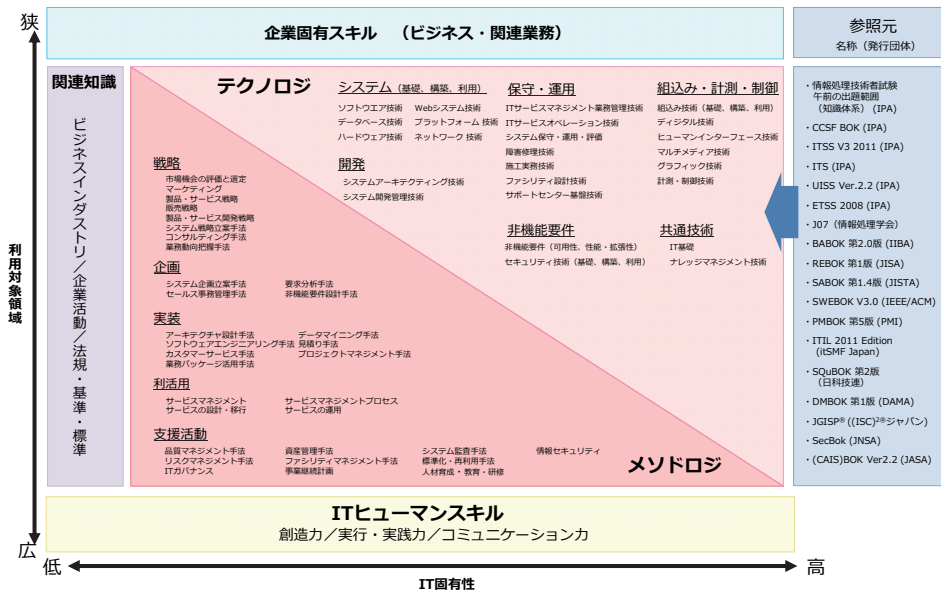 狭
企業固有スキル （ビジネス・関連業務）
参照元
名称（発行団体）
関連知識
ビジネスインダストリ／企業活動／法規・基準・標準
テクノロジ
システム（基礎、構築、利用）
ソフトウエア技術 Webシステム技術
データベース技術 プラットフォーム 技術
ハードウェア技術 ネットワーク 技術
開発
システムアーキテクティング技術
システム開発管理技術
保守・運用
ITサービスマネジメント業務管理技術
ITサービスオペレーション技術
システム保守・運用・評価
障害修理技術
施工実務技術
ファシリティ設計技術
サポートセンター基盤技術
組込み・計測・制御
組込み技術（基礎、構築、利用）
ディジタル技術
ヒューマンインターフェース技術
マルチメディア技術
グラフィック技術
計測・制御技術
非機能要件
非機能要件（可用性、性能・拡張性）
セキュリティ技術（基礎、構築、利用）
共通技術
IT基礎
ナレッジマネジメント技術
戦略
市場機会の評価と選定
マーケティング
製品・サービス戦略
販売戦略
製品・サービス開発戦略
システム戦略立案手法
コンサルティング手法
業務動向把握手法
企画
システム企画立案手法 要求分析手法
セールス事務管理手法 非機能要件設計手法
実装
アーキテクチャ設計手法 データマイニング手法
ソフトウェアエンジニアリング手法 見積り手法
カスタマーサービス手法 プロジェクトマネジメント手法
業務パッケージ活用手法
利活用
サービスマネジメント サービスマネジメントプロセス
サービスの設計・移行 サービスの運用
支援活動
品質マネジメント手法 資産管理手法 システム監査手法 情報セキュリティ
リスクマネジメント手法 ファシリティマネジメント手法 標準化・再利用手法
ITガバナンス 事業継続計画 人材育成・教育・研修
メソドロジ
・情報処理技術者試験
午前の出題範囲
（知識体系） (IPA)
・CCSF BOK (IPA)
・ITSS V3 2011 (IPA)
・ITS (IPA)
・UISS Ver.2.2 (IPA)
・ETSS 2008 (IPA)
・J07（情報処理学会）
・BABOK 第2.0版 (IIBA)
・REBOK 第1版 (JISA)
・SABOK 第1.4版 (JISTA)
・SWEBOK V3.0 (IEEE/ACM)
・PMBOK 第5版 (PMI)
・ITIL 2011 Edition
(itSMF Japan)
・SQuBOK 第2版
（日科技連）
・DMBOK 第1版 (DAMA)
・JGISP® ((ISC)²®ジャパン)
・SecBok (JNSA)
・(CAIS)BOK Ver2.2 (JASA)
利用対象領域
ITヒューマンスキル
創造力／実行・実践力／コミュニケーション力
広
低
高
IT固有性